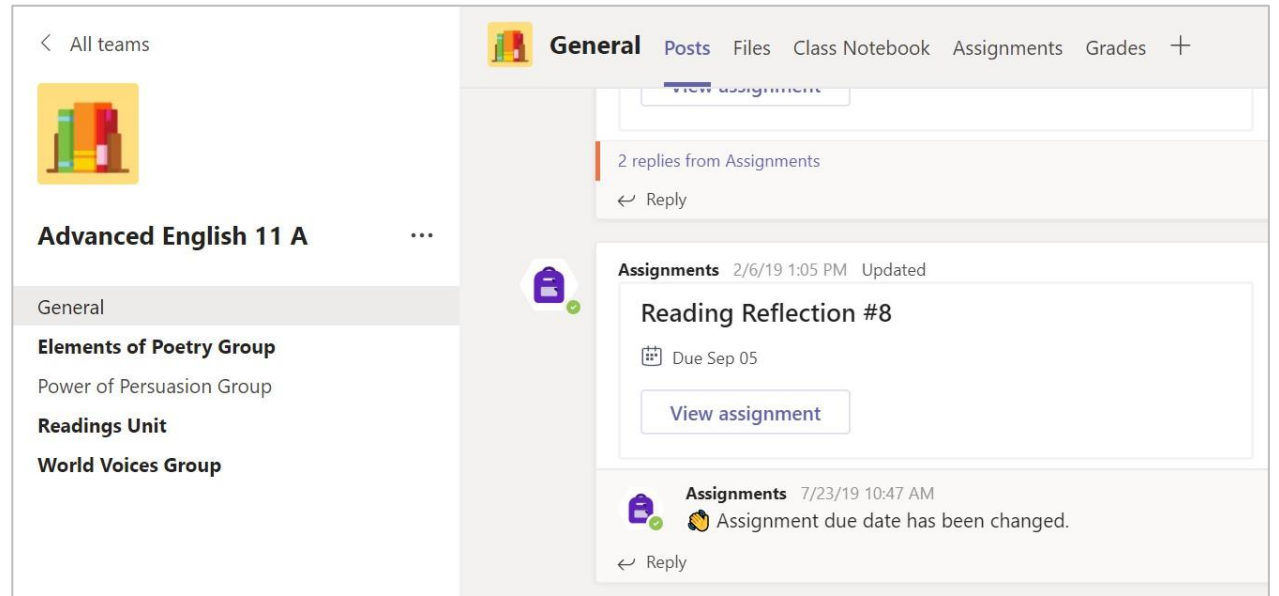 All teams
Advanced English 11 A
General
Elements of Poetry Group
Power of Persuasion Group
Readings Unit
World Voices Group
General Posts Files Class Notebook Assignments Grades
View assignment
2 replies from Assignments
Reply
Assignments 2/6/19 1:05 PM Updated
Reading Reflection #8
Due Sep 05
View assignment
Assignments 7/23/19 10:47 AM
👏 Assignment due date has been changed.
Reply